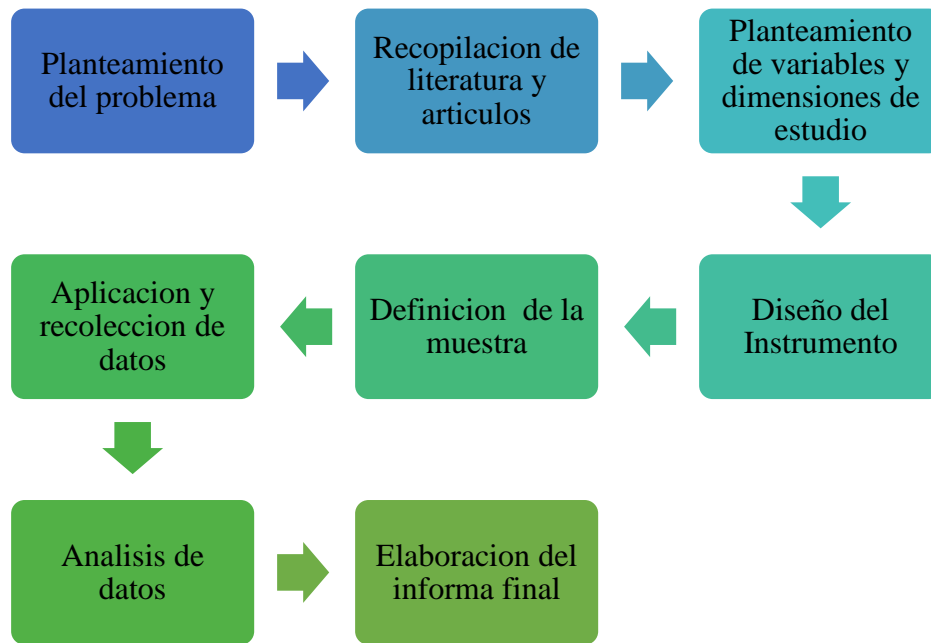 Planteamiento
del problema
Recopilacion de
literatura y
articulos
Planteamiento
de variables y
dimensiones de
estudio
Diseño del
Instrumento
Definicion de la
muestra
Aplicacion y
recoleccion de
datos
Analisis de
datos
Elaboracion del
informa final